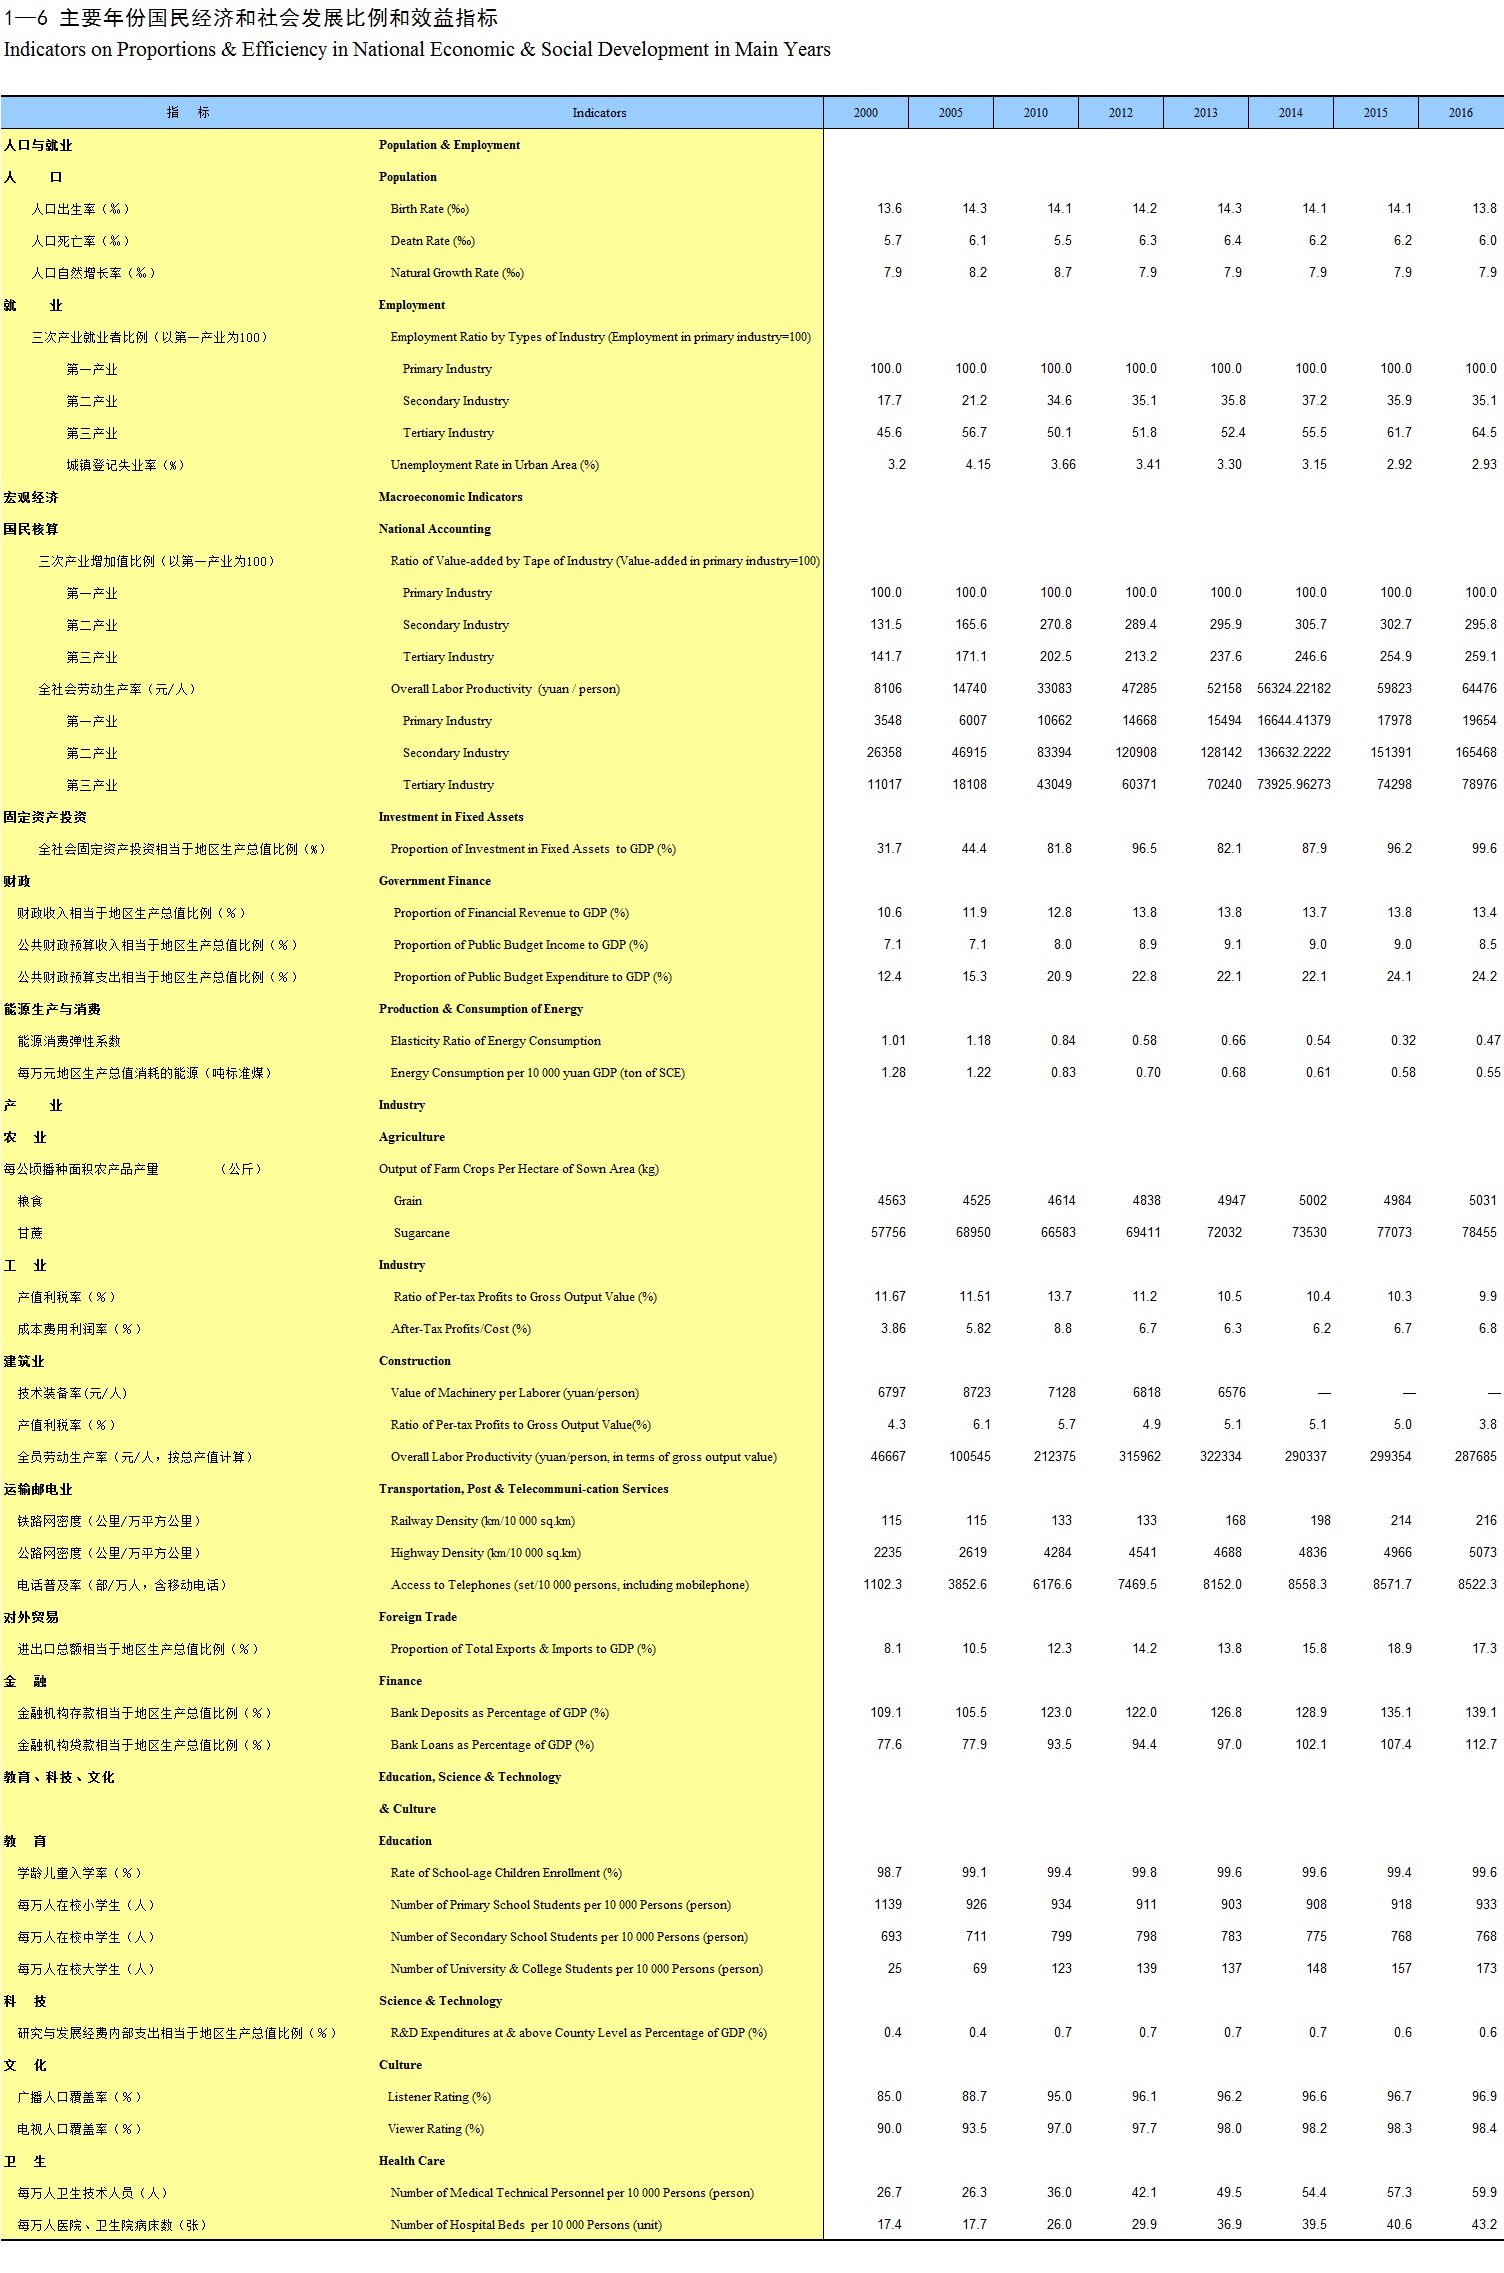 1—6 主要年份国民经济和社会发展比例和效益指标
Indicators on Proportions & Efficiency in National Economic & Social Development in Main Years
指 标 Indicators 2000 2005 2010 2012 2013 2014 2015 2016
人口与就业 Population & Employment
人 口 Population
人口出生率（‰） Birth Rate (‰) 13.6 14.3 14.1 14.2 14.3 14.1 14.1 13.8
人口死亡率（‰） Deatn Rate (‰) 5.7 6.1 5.5 6.3 6.4 6.2 6.2 6.0
人口自然增长率（‰） Natural Growth Rate (‰) 7.9 8.2 8.7 7.9 7.9 7.9 7.9 7.9
就 业 Employment
三次产业就业者比例（以第一产业为100） Employment Ratio by Types of Industry (Employment in primary industry=100)
第一产业 Primary Industry 100.0 100.0 100.0 100.0 100.0 100.0 100.0 100.0
第二产业 Secondary Industry 17.7 21.2 34.6 35.1 35.8 37.2 35.9 35.1
第三产业 Tertiary Industry 45.6 56.7 50.1 51.8 52.4 55.5 61.7 64.5
城镇登记失业率（%） Unemployment Rate in Urban Area (%) 3.2 4.15 3.66 3.41 3.30 3.15 2.92 2.93
宏观经济 Macroeconomic Indicators
国民核算 National Accounting
三次产业增加值比例（以第一产业为100） Ratio of Value-added by Tape of Industry (Value-added in primary industry=100)
第一产业 Primary Industry 100.0 100.0 100.0 100.0 100.0 100.0 100.0 100.0
第二产业 Secondary Industry 131.5 165.6 270.8 289.4 295.9 305.7 302.7 295.8
第三产业 Tertiary Industry 141.7 171.1 202.5 213.2 237.6 246.6 254.9 259.1
全社会劳动生产率（元/人） Overall Labor Productivity (yuan / person) 8106 14740 33083 47285 52158 56324.22182 59823 64476
第一产业 Primary Industry 3548 6007 10662 14668 15494 16644.41379 17978 19654
第二产业 Secondary Industry 26358 46915 83394 120908 128142 136632.2222 151391 165468
第三产业 Tertiary Industry 11017 18108 43049 60371 70240 73925.96273 74298 78976
固定资产投资 Investment in Fixed Assets
全社会固定资产投资相当于地区生产总值比例（%） Proportion of Investment in Fixed Assets to GDP (%) 31.7 44.4 81.8 96.5 82.1 87.9 96.2 99.6
财政 Government Finance
财政收入相当于地区生产总值比例（%） Proportion of Financial Revenue to GDP (%) 10.6 11.9 12.8 13.8 13.8 13.7 13.8 13.4
公共财政预算收入相当于地区生产总值比例（%） Proportion of Public Budget Income to GDP (%) 7.1 7.1 8.0 8.9 9.1 9.0 9.0 8.5
公共财政预算支出相当于地区生产总值比例（%） Proportion of Public Budget Expenditure to GDP (%) 12.4 15.3 20.9 22.8 22.1 22.1 24.1 24.2
能源生产与消费 Production & Consumption of Energy
能源消费弹性系数 Elasticity Ratio of Energy Consumption 1.01 1.18 0.84 0.58 0.66 0.54 0.32 0.47
每万元地区生产总值消耗的能源（吨标准煤） Energy Consumption per 10 000 yuan GDP (ton of SCE) 1.28 1.22 0.83 0.70 0.68 0.61 0.58 0.55
产 业 Industry
农 业 Agriculture
每公顷播种面积农产品产量 （公斤） Output of Farm Crops Per Hectare of Sown Area (kg)
粮食 Grain 4563 4525 4614 4838 4947 5002 4984 5031
甘蔗 Sugarcane 57756 68950 66583 69411 72032 73530 77073 78455
工 业 Industry
产值利税率（%） Ratio of Per-tax Profits to Gross Output Value (%) 11.67 11.51 13.7 11.2 10.5 10.4 10.3 9.9
成本费用利润率（%） After-Tax Profits/Cost (%) 3.86 5.82 8.8 6.7 6.3 6.2 6.7 6.8
建筑业 Construction
技术装备率(元/人) Value of Machinery per Laborer (yuan/person) 6797 8723 7128 6818 6576 — — —
产值利税率（%） Ratio of Per-tax Profits to Gross Output Value(%) 4.3 6.1 5.7 4.9 5.1 5.1 5.0 3.8
全员劳动生产率（元/人，按总产值计算） Overall Labor Productivity (yuan/person, in terms of gross output value) 46667 100545 212375 315962 322334 290337 299354 287685
运输邮电业 Transportation, Post & Telecommuni-cation Services
铁路网密度（公里/万平方公里） Railway Density (km/10 000 sq.km) 115 115 133 133 168 198 214 216
公路网密度（公里/万平方公里） Highway Density (km/10 000 sq.km) 2235 2619 4284 4541 4688 4836 4966 5073
电话普及率（部/万人，含移动电话） Access to Telephones (set/10 000 persons, including mobilephone) 1102.3 3852.6 6176.6 7469.5 8152.0 8558.3 8571.7 8522.3
对外贸易 Foreign Trade
进出口总额相当于地区生产总值比例（%） Proportion of Total Exports & Imports to GDP (%) 8.1 10.5 12.3 14.2 13.8 15.8 18.9 17.3
金 融 Finance
金融机构存款相当于地区生产总值比例（%） Bank Deposits as Percentage of GDP (%) 109.1 105.5 123.0 122.0 126.8 128.9 135.1 139.1
金融机构贷款相当于地区生产总值比例（%） Bank Loans as Percentage of GDP (%) 77.6 77.9 93.5 94.4 97.0 102.1 107.4 112.7
教育、科技、文化 Education, Science & Technology
& Culture
教 育 Education
学龄儿童入学率（%） Rate of School-age Children Enrollment (%) 98.7 99.1 99.4 99.8 99.6 99.6 99.4 99.6
每万人在校小学生（人） Number of Primary School Students per 10 000 Persons (person) 1139 926 934 911 903 908 918 933
每万人在校中学生（人） Number of Secondary School Students per 10 000 Persons (person) 693 711 799 798 783 775 768 768
每万人在校大学生（人） Number of University & College Students per 10 000 Persons (person) 25 69 123 139 137 148 157 173
科 技 Science & Technology
研究与发展经费内部支出相当于地区生产总值比例（%） R&D Expenditures at & above County Level as Percentage of GDP (%) 0.4 0.4 0.7 0.7 0.7 0.7 0.6 0.6
文 化 Culture
广播人口覆盖率（%） Listener Rating (%) 85.0 88.7 95.0 96.1 96.2 96.6 96.7 96.9
电视人口覆盖率（%） Viewer Rating (%) 90.0 93.5 97.0 97.7 98.0 98.2 98.3 98.4
卫 生 Health Care
每万人卫生技术人员（人） Number of Medical Technical Personnel per 10 000 Persons (person) 26.7 26.3 36.0 42.1 49.5 54.4 57.3 59.9
每万人医院、卫生院病床数（张） Number of Hospital Beds per 10 000 Persons (unit) 17.4 17.7 26.0 29.9 36.9 39.5 40.6 43.2